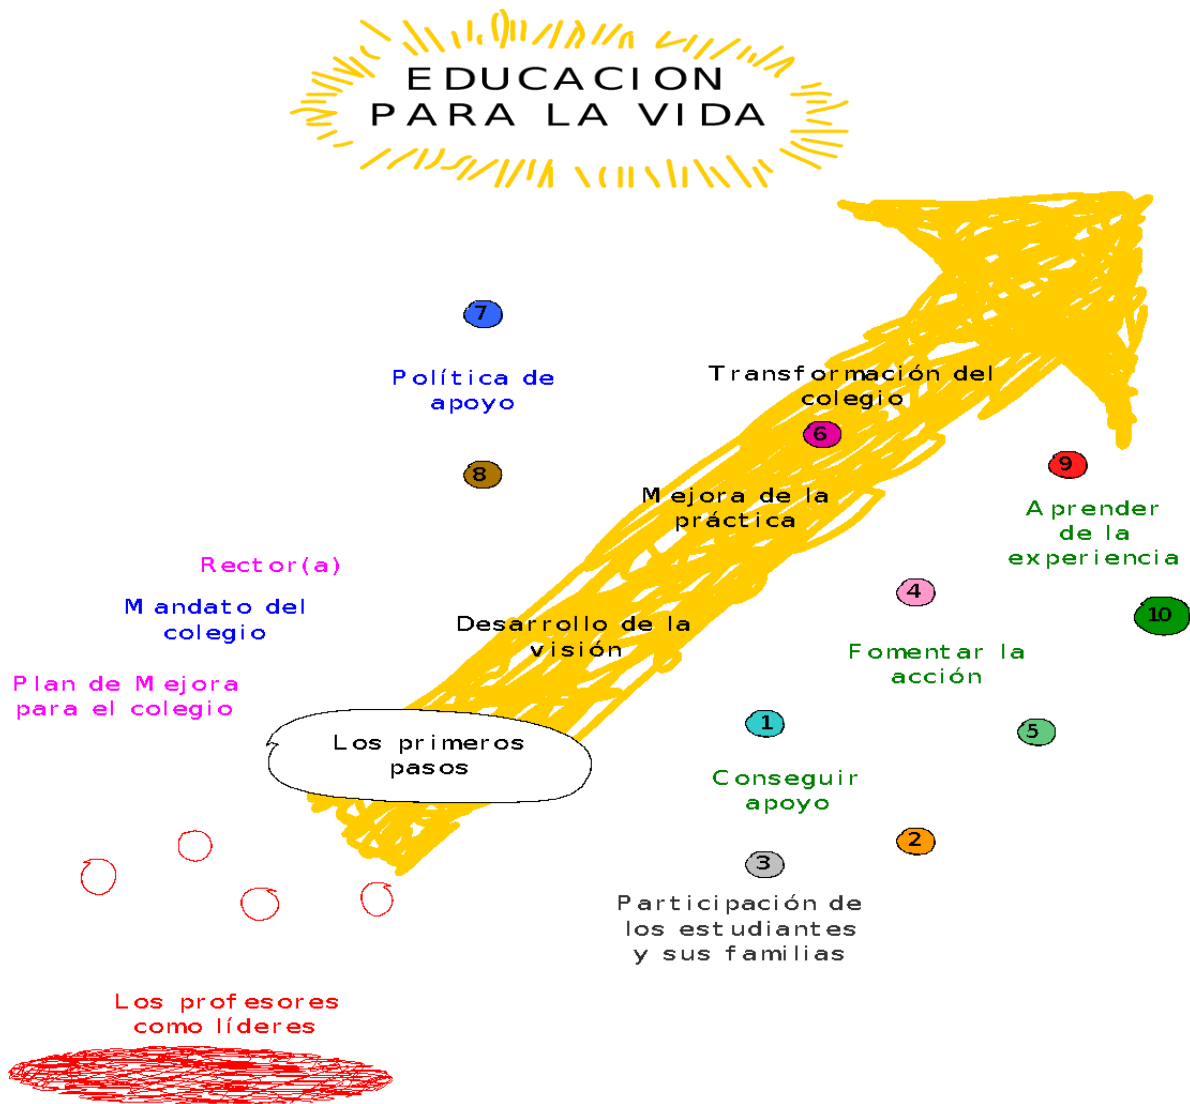 EDUCACION
PARA LA VIDA
7
Política de
apoyo
Transformación del
colegio
6
8
9
Mejora de la
práctica
Aprender
de la
experiencia
Rector(a)
Mandato del
colegio
4
10
Desarrollo de la
visión
Fomentar la
acción
Plan de Mejora
para el colegio
1
5
Los primeros
pasos
Conseguir
apoyo
2
3
Participación de
los estudiantes
y sus familias
Los profesores
como líderes